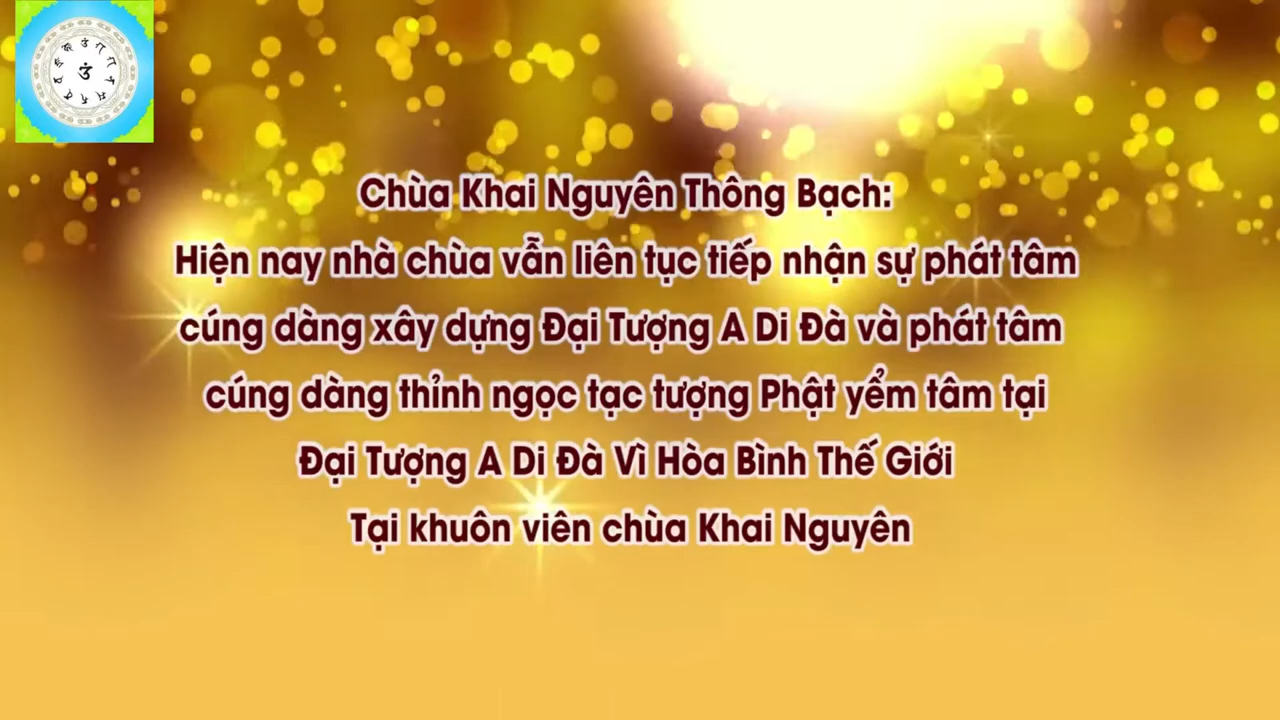 Chùa Khai Nguyên Thông Bạch:
Hiện nay nhà chùa vẫn liên tục tiếp nhận sự phát tâm
cúng dàng xây dựng Đại Tượng A Di Đà và phát tâm
cúng dàng thỉnh ngọc tạc tượng Phật yểm tâm tại
Đại Tượng A Di Đà Vì Hòa Bình Thế Giới
Tại khuôn viên chùa Khai Nguyên